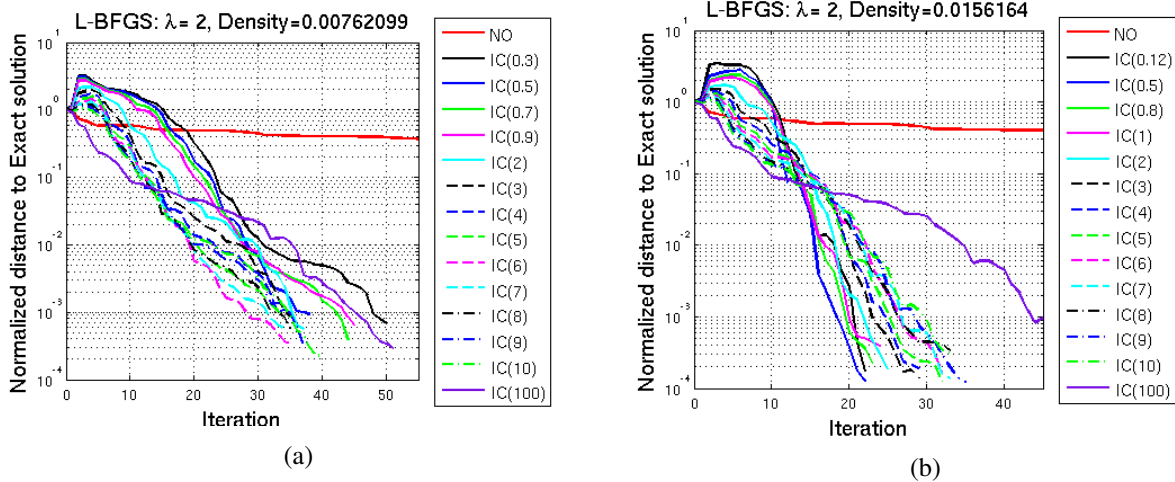 L-BFGS: λ= 2, Density=0.00762099
Normalized distance to Exact solution
10^1
10^0
10^-1
10^-2
10^-3
10^-4
0 10 20 30 40 50
Iteration
NO
IC(0.3)
IC(0.5)
IC(0.7)
IC(0.9)
IC(2)
IC(3)
IC(4)
IC(5)
IC(6)
IC(7)
IC(8)
IC(9)
IC(10)
IC(100)
(a)
L-BFGS: λ= 2, Density=0.0156164
Normalized distance to Exact solution
10^1
10^0
10^-1
10^-2
10^-3
10^-4
0 10 20 30 40
Iteration
NO
IC(0.12)
IC(0.5)
IC(0.8)
IC(1)
IC(2)
IC(3)
IC(4)
IC(5)
IC(6)
IC(7)
IC(8)
IC(9)
IC(10)
IC(100)
(b)